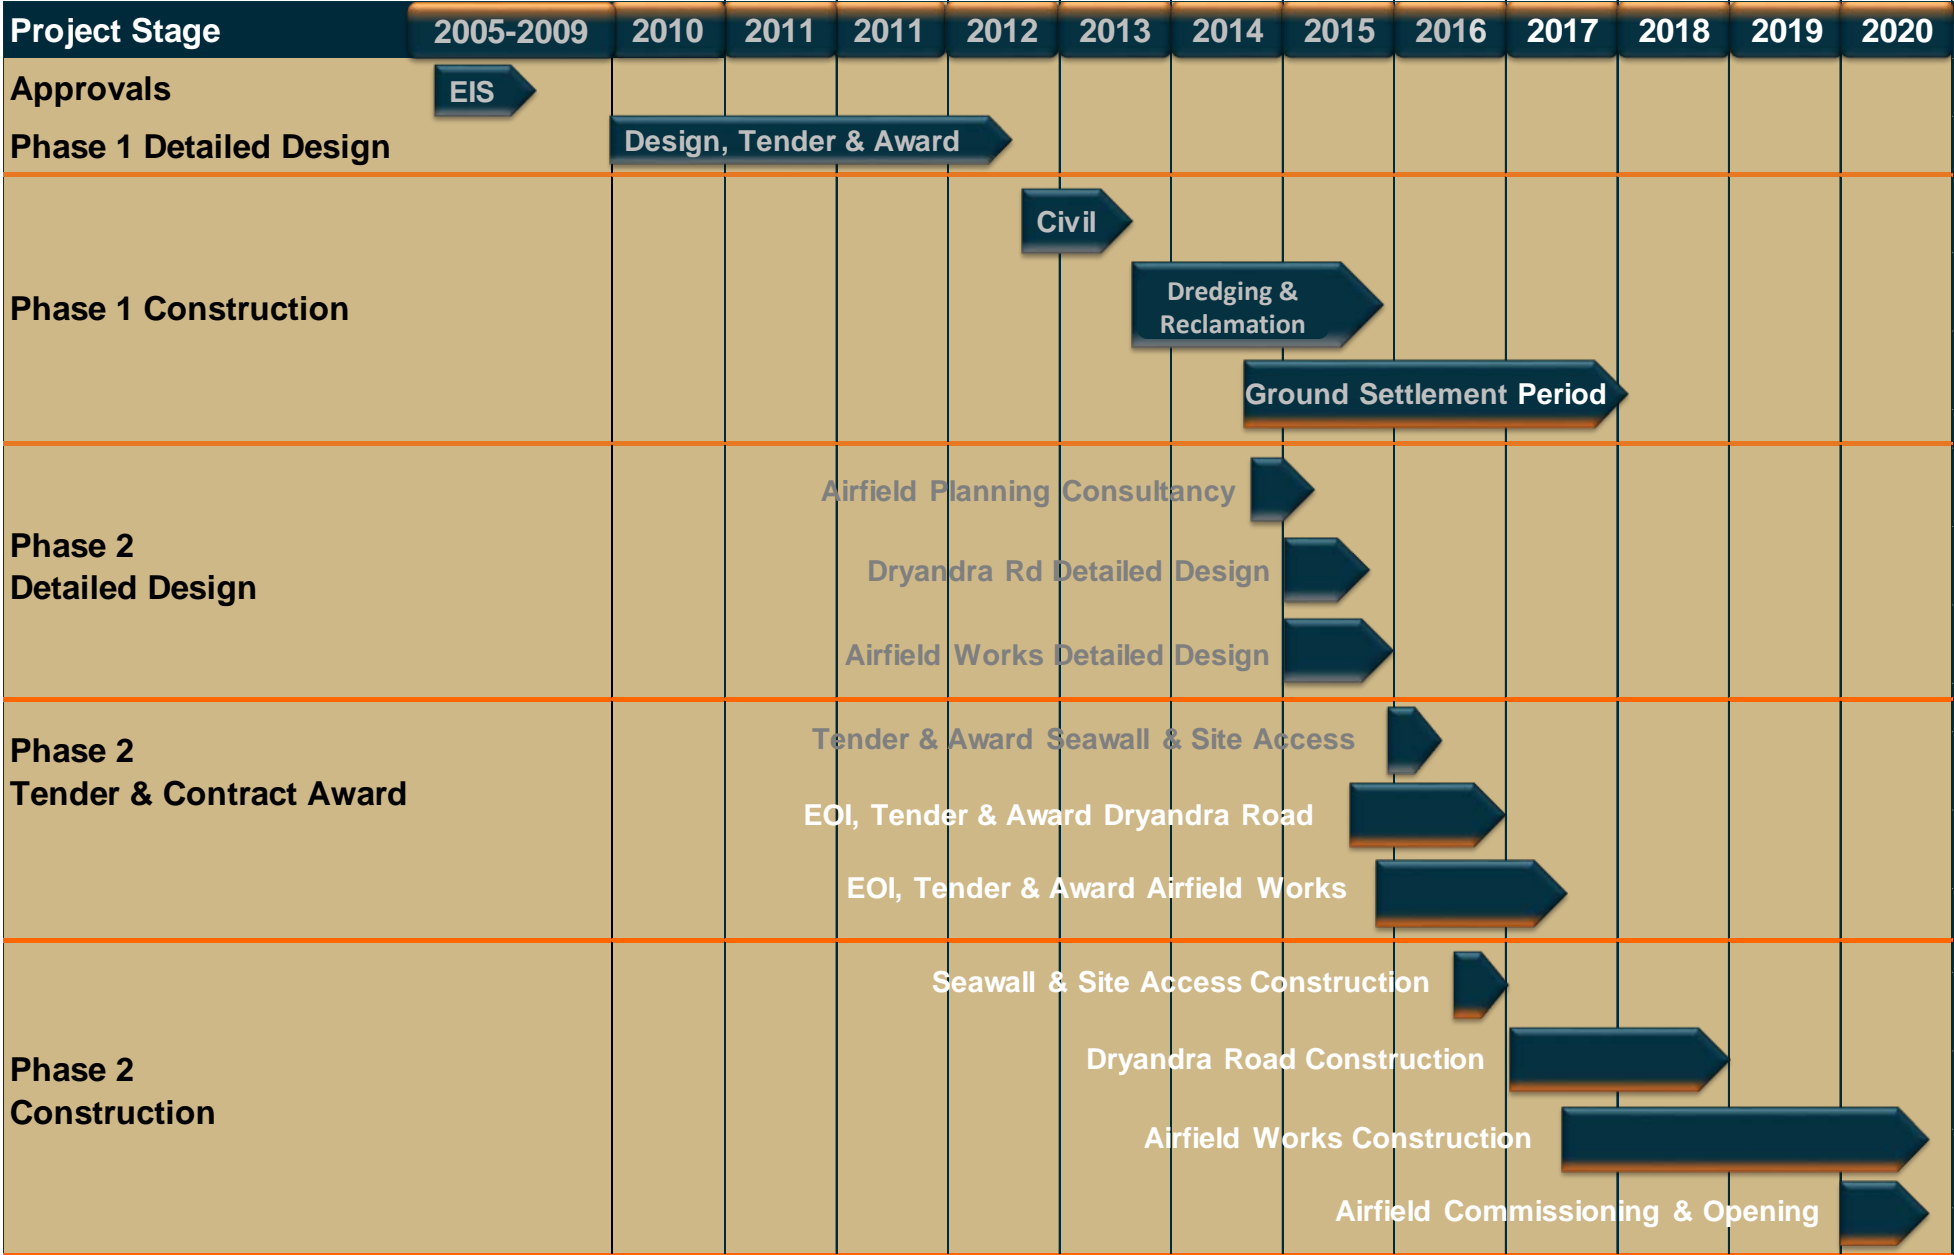 Project Stage 2005-2009 2010 2011 2011 2012 2013 2014 2015 2016 2017 2018 2019 2020
Approvals EIS
Phase 1 Detailed Design Design, Tender & Award
Civil
Phase 1 Construction
Dredging &
Reclamation
Ground Settlement Period
Phase 2
Detailed Design
Airfield Planning Consultancy
Dryandra Rd Detailed Design
Airfield Works Detailed Design
Phase 2
Tender & Contract Award
Tender & Award Seawall & Site Access
EOI, Tender & Award Dryandra Road
EOI, Tender & Award Airfield Works
Phase 2
Construction
Seawall & Site Access Construction
Dryandra Road Construction
Airfield Works Construction
Airfield Commissioning & Opening